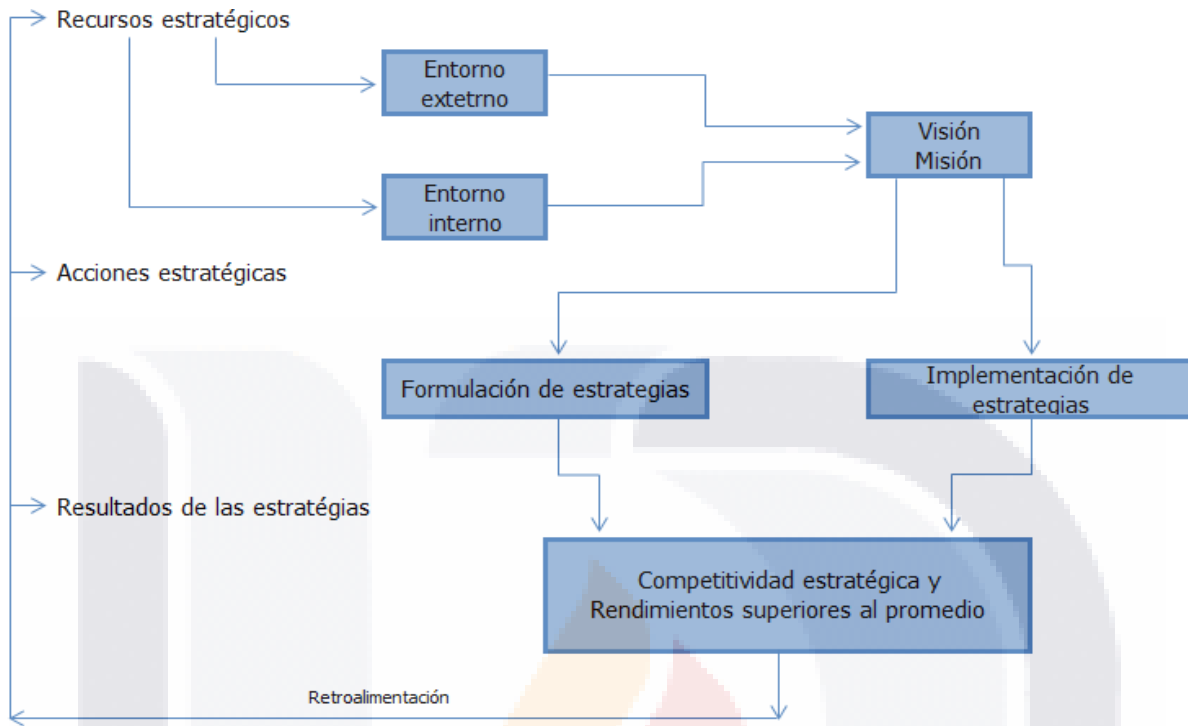 Recursos estratégicos
Entorno
extetrno
Visión
Misión
Entorno
interno
Acciones estratégicas
Formulación de estrategias
Implementación de
estrategias
Resultados de las estratégias
Competitividad estratégica y
Rendimientos superiores al promedio
Retroalimentación